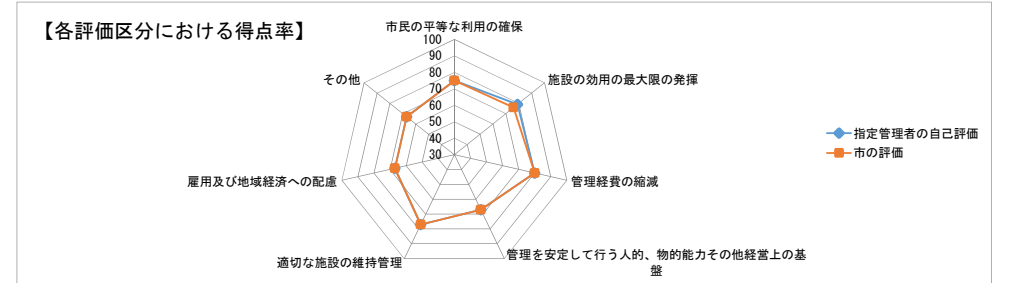 【各評価区分における得点率】
市民の平等な利用の確保
施設の効用の最大限の発揮
管理経費の縮減
管理を安定して行う人的、物的能力その他経営上の基
盤
適切な施設の維持管理
雇用及び地域経済への配慮
その他
100
90
80
70
60
50
40
30
指定管理者の自己評価
市の評価